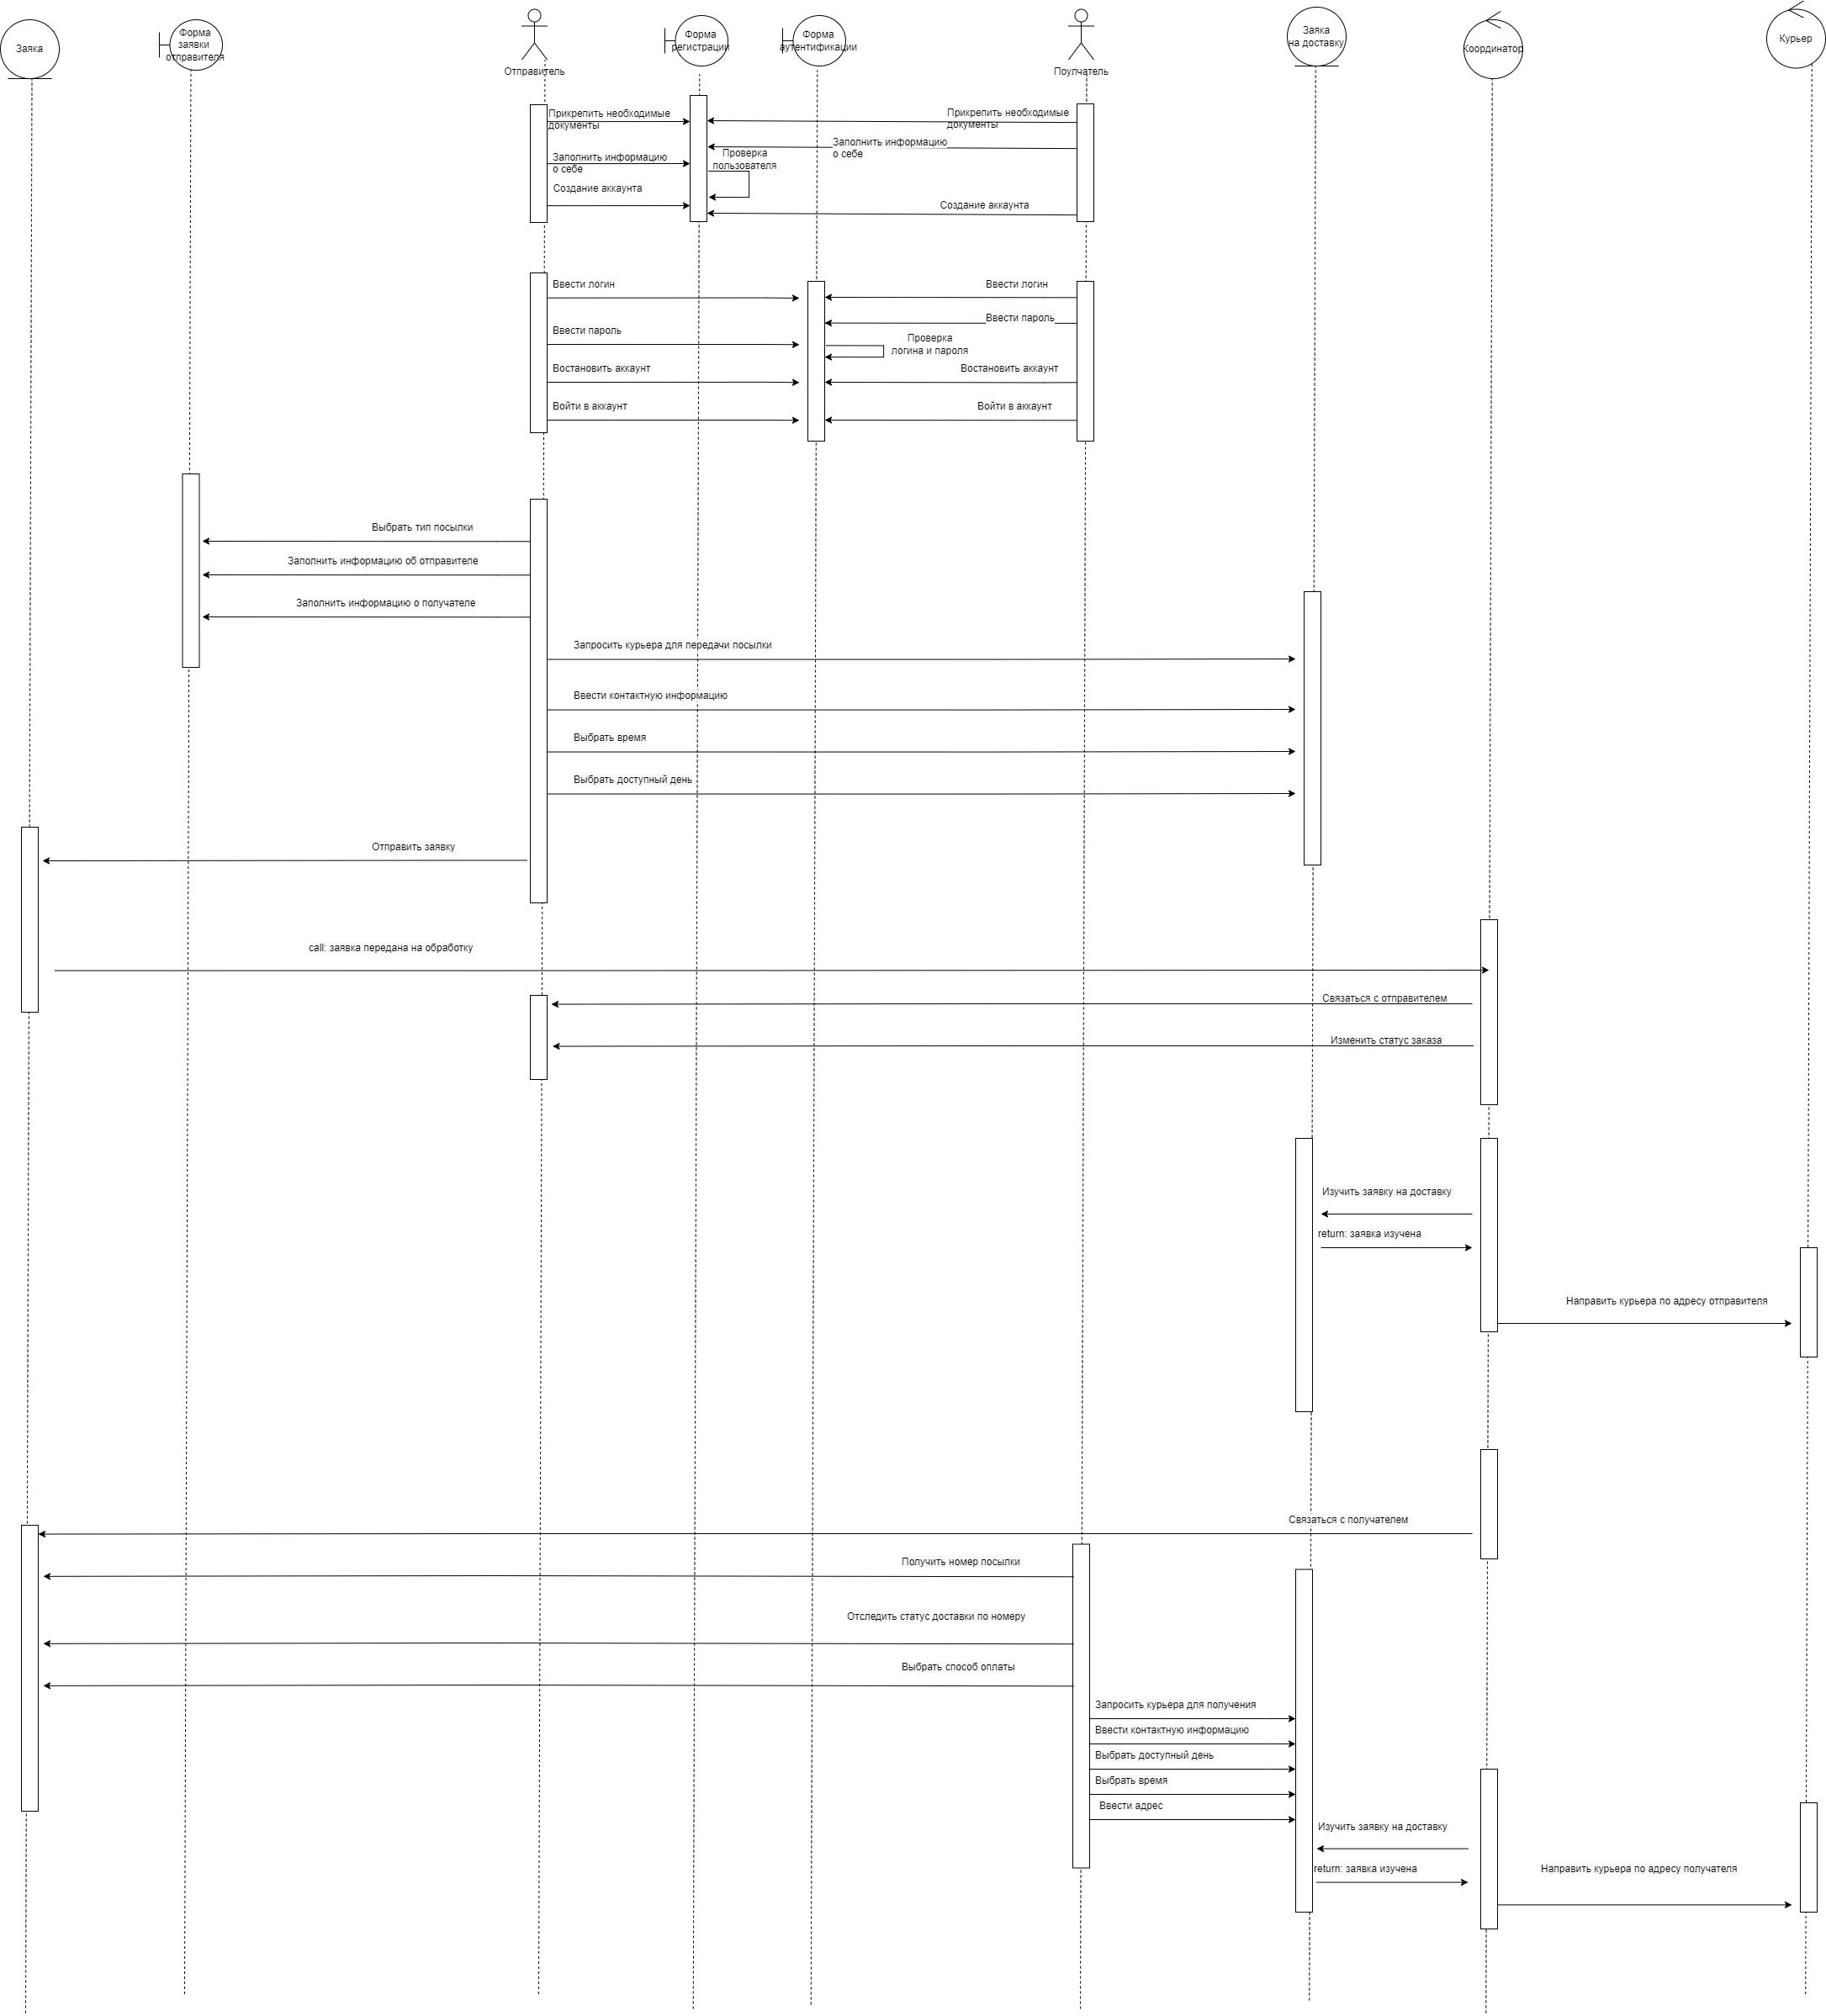 Заяка
Форма
заявки
отправителя
Отправитель
Форма
регистрации
Форма
аутентификации
Поулчатель
Заяка
на доставку
Координатор
Курьер
Прикрепить необходимые
документы
Прикрепить необходимые
документы
Заполнить информацию
о себе
Заполнить информацию
о себе
Проверка
пользователя
Создание аккаунта
Создание аккаунта
Ввести логин
Ввести логин
Ввести пароль
Ввести пароль
Проверка
логина и пароля
Востановить аккаунт
Востановить аккаунт
Войти в аккаунт
Войти в аккаунт
Выбрать тип посылки
Заполнить информацию об отправителе
Заполнить информацию о получателе
Запросить курьера для передачи посылки
Ввести контактную информацию
Выбрать время
Выбрать доступный день
Отправить заявку
call: заявка передана на обработку
Связаться с отправителем
Изменить статус заказа
Изучить заявку на доставку
return: заявка изучена
Направить курьера по адресу отправителя
Связаться с получателем
Получить номер посылки
Отследить статус доставки по номеру
Выбрать способ оплаты
Запросить курьера для получения
Ввести контактную информацию
Выбрать доступный день
Выбрать время
Ввести адрес
Изучить заявку на доставку
return: заявка изучена
Направить курьера по адресу получателя